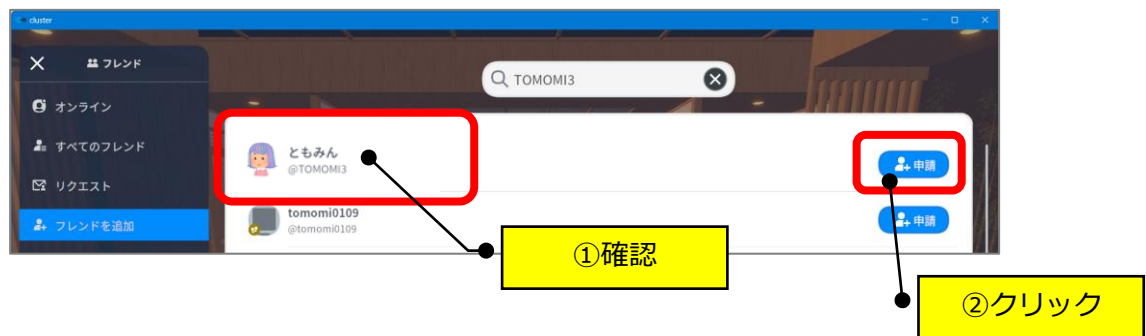 cluster
フレンド
TOMOMI3
オンライン
すべてのフレンド
リクエスト
フレンドを追加
ともみん
@TOMOMI3
申請
tomomi0109
@tomomi0109
申請
①確認
②クリック